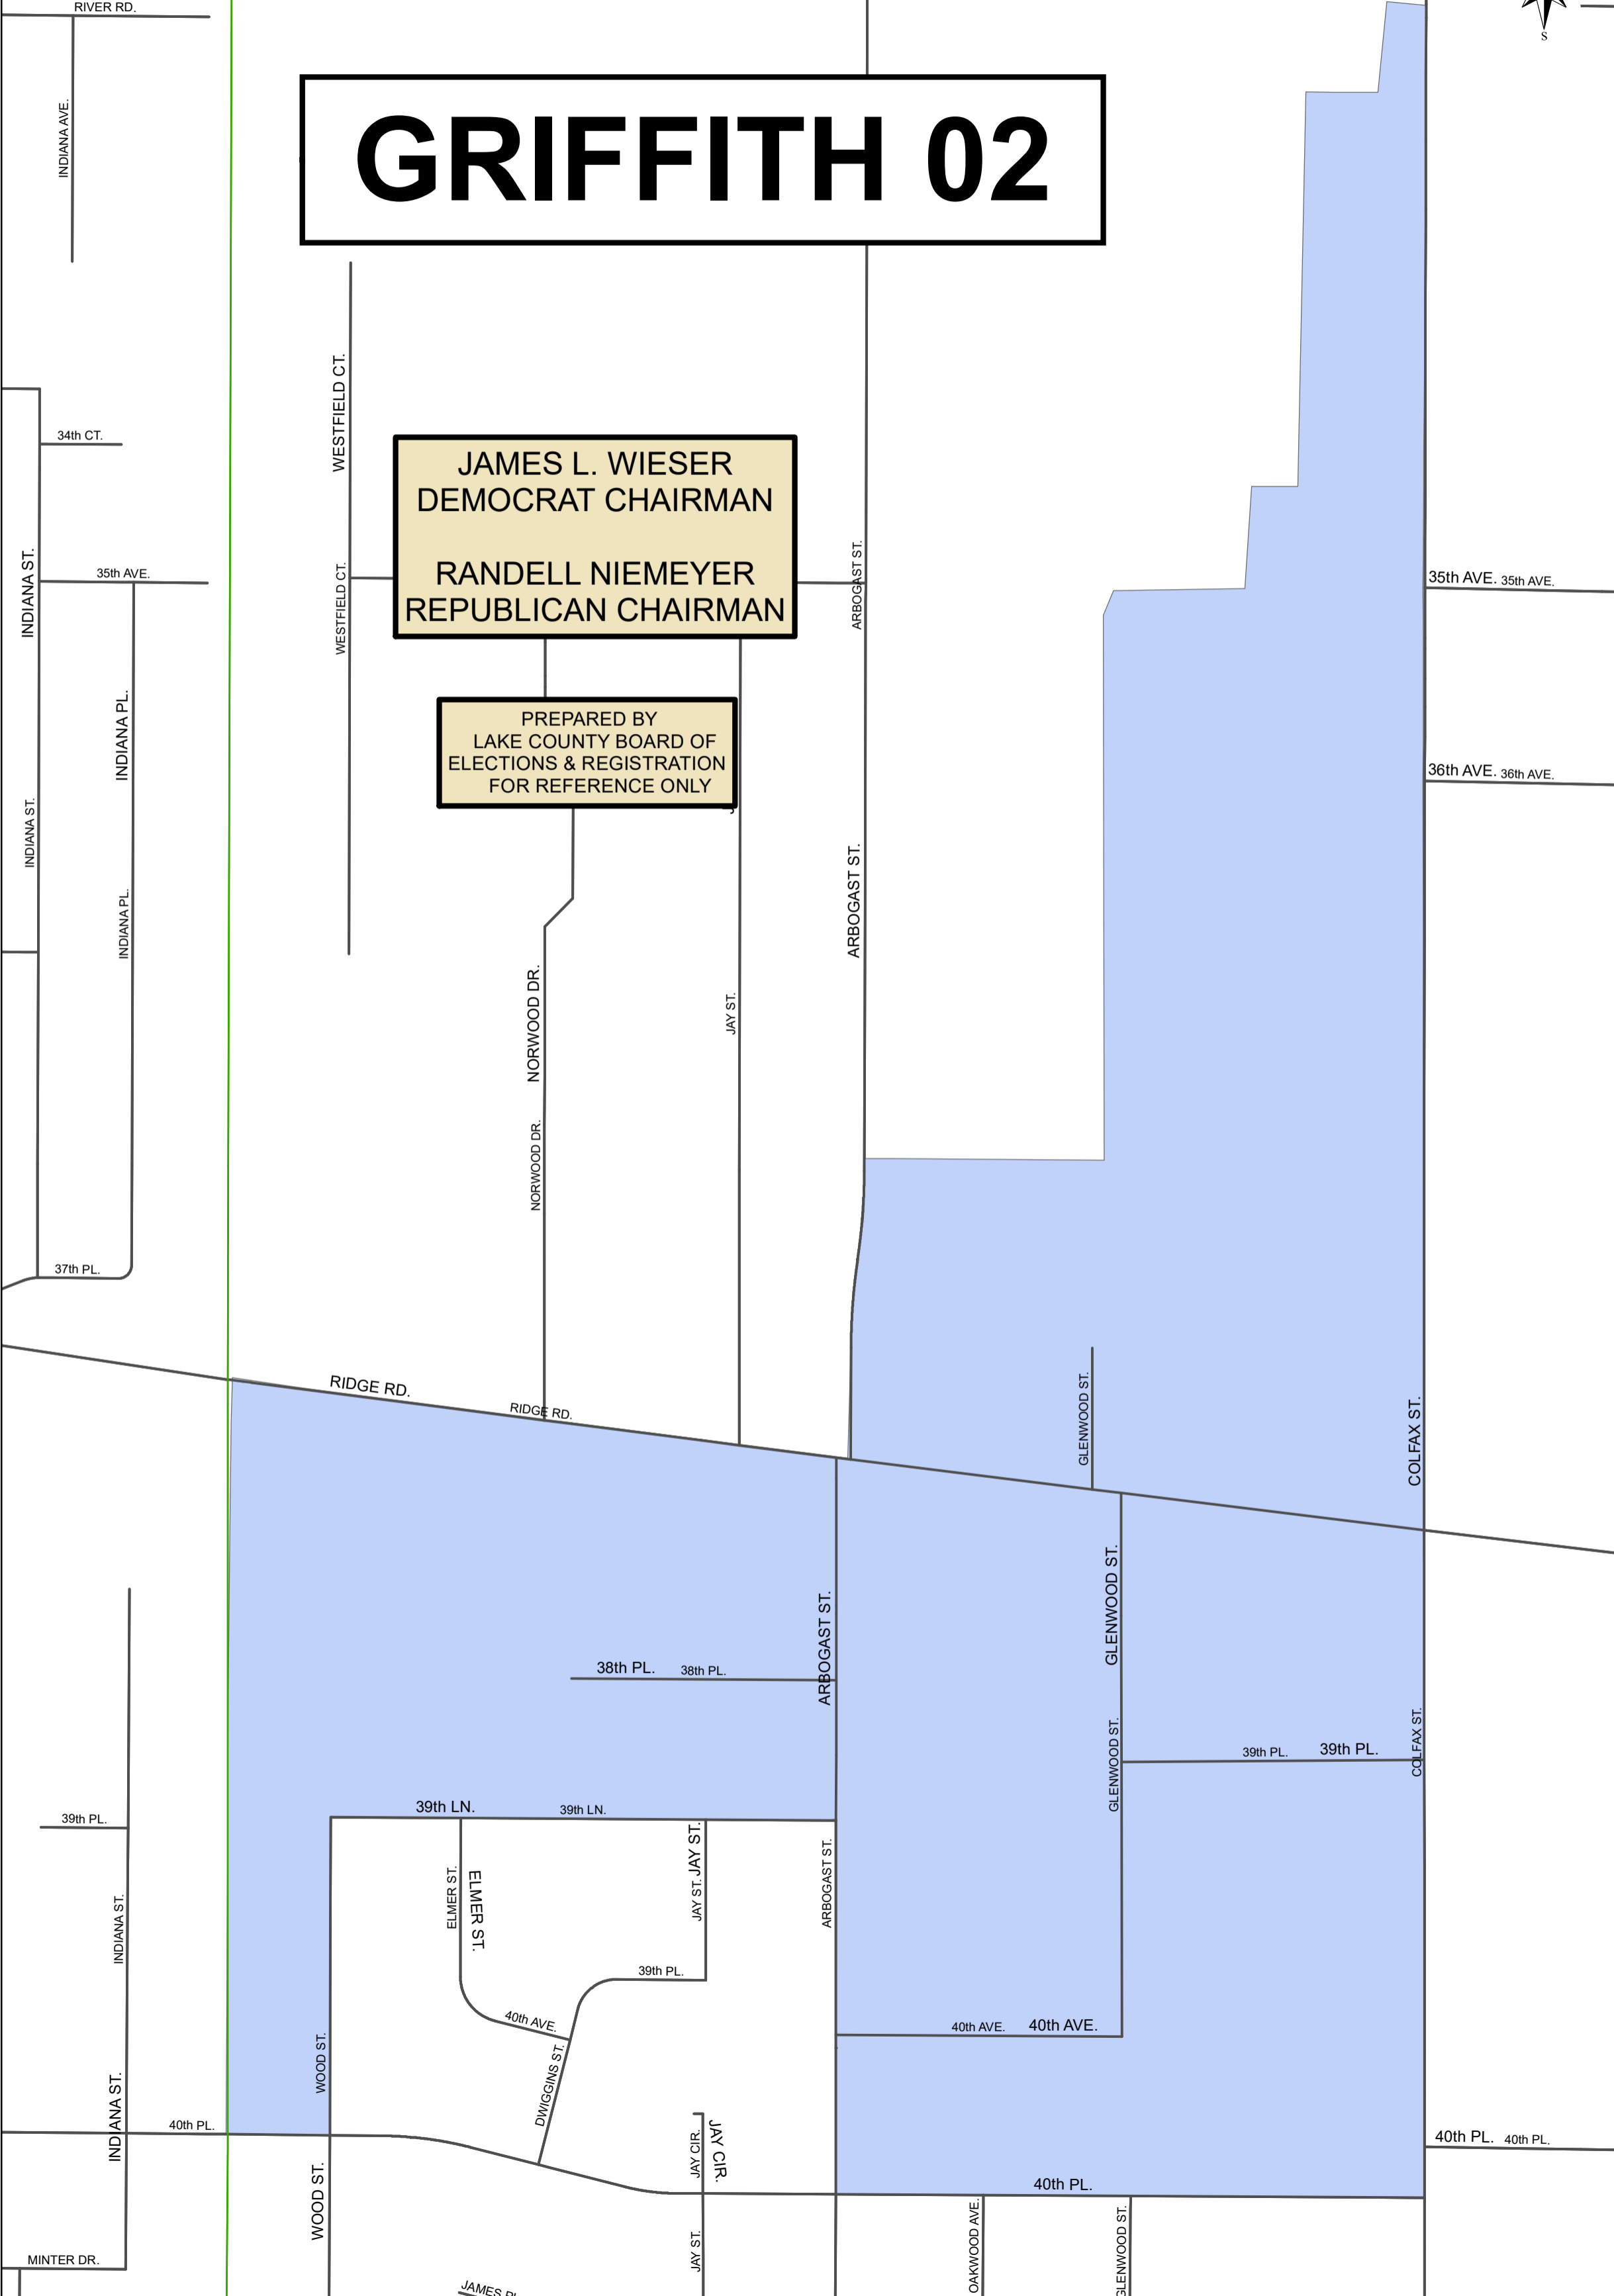 RIVER RD.
S
INDIANA AVE.
GRIFFITH 02
WESTFIELD CT.
34th CT.
JAMES L. WIESER
DEMOCRAT CHAIRMAN
RANDELL NIEMEYER
REPUBLICAN CHAIRMAN
INDIANA ST.
35th AVE.
WESTFIELD CT.
ARBOGAST ST.
35th AVE. 35th AVE.
INDIANA PL.
PREPARED BY
LAKE COUNTY BOARD OF
ELECTIONS & REGISTRATION
FOR REFERENCE ONLY
36th AVE. 36th AVE.
INDIANA ST.
INDIANA PL.
ARBOGAST ST.
NORWOOD DR.
JAY ST.
NORWOOD DR.
37th PL.
RIDGE RD.
RIDGE RD.
GLENWOOD ST.
COLFAX ST.
ARBOGAST ST.
GLENWOOD ST.
38th PL. 38th PL.
GLENWOOD ST.
39th PL. 39th PL.
COLFAX ST.
39th PL.
39th LN. 39th LN.
INDIANA ST.
ELMER ST.
ELMER ST.
JAY ST.
JAY ST.
ARBOGAST ST.
39th PL.
40th AVE.
40th AVE. 40th AVE.
WOOD ST.
DWIGGINS ST.
INDIANA ST.
40th PL.
JAY CIR.
JAY CIR.
40th PL. 40th PL.
WOOD ST.
40th PL.
MINTER DR.
JAY ST.
OAKWOOD AVE.
GLENWOOD ST.
JAMES